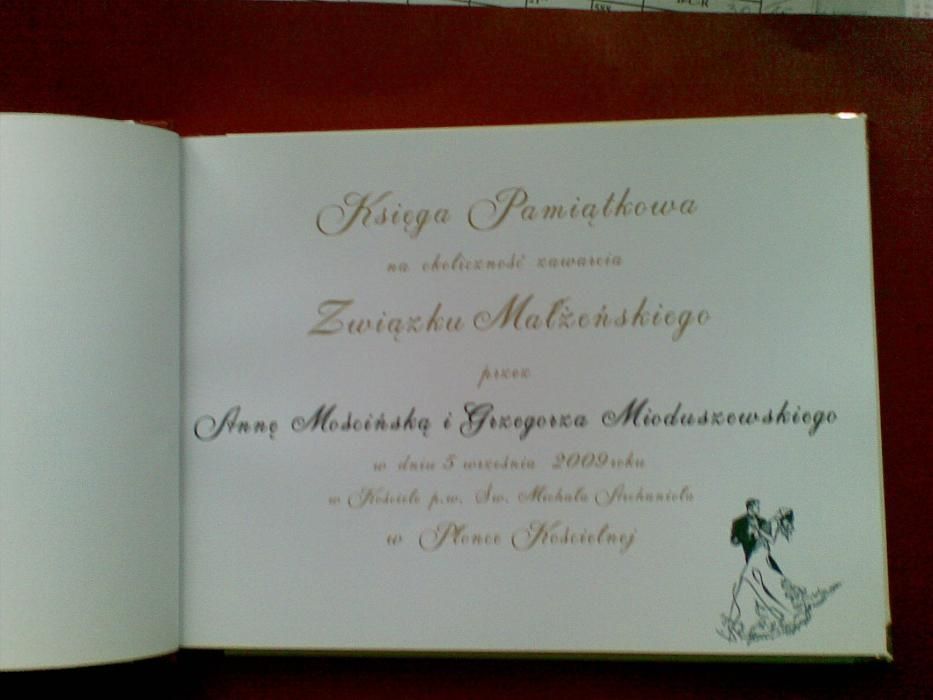 Księga Pamiątkowa
na okoliczność zawarcia
Związku Małżeńskiego
przez
Annę Mościńską i Grzegorza Mioduszewskiego
w dniu 5 września 2009 roku
w Kościele p.w. Św. Michała Archanioła
w Płonce Kościelnej